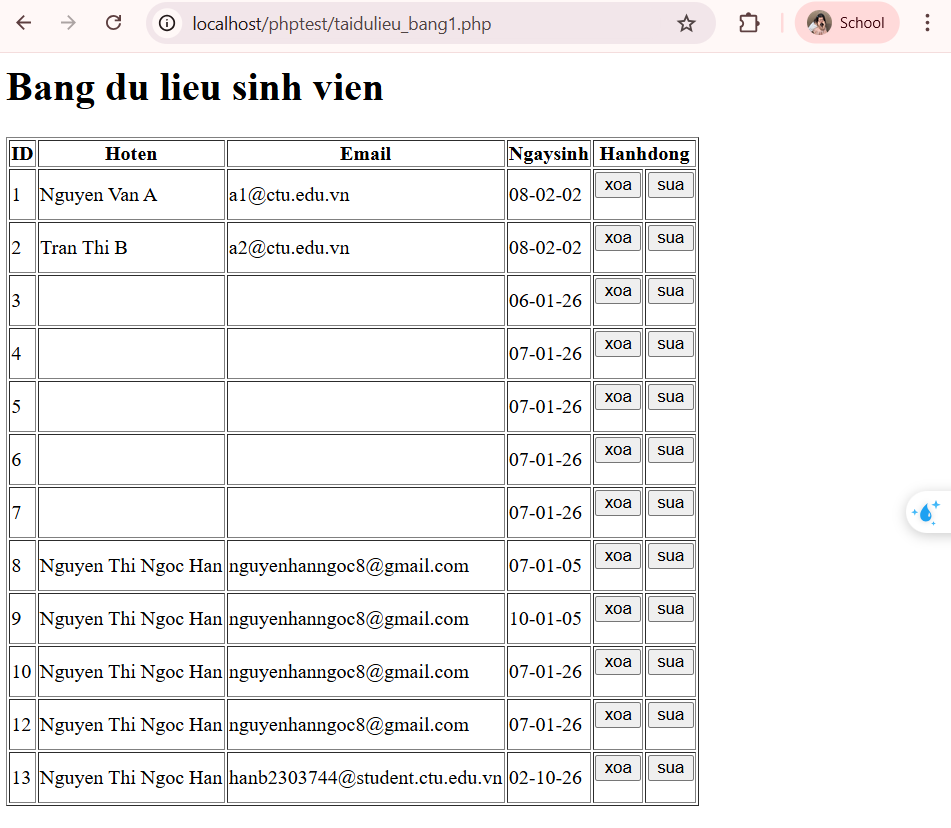 localhost/phptest/taidulieu_bang1.php
School
Bang du lieu sinh vien
ID Hoten Email Ngaysinh Hanhdong
1 Nguyen Van A a1@ctu.edu.vn 08-02-02 xoa sua
2 Tran Thi B a2@ctu.edu.vn 08-02-02 xoa sua
3 06-01-26 xoa sua
4 07-01-26 xoa sua
5 07-01-26 xoa sua
6 07-01-26 xoa sua
7 07-01-26 xoa sua
8 Nguyen Thi Ngoc Han nguyenhanngoc8@gmail.com 07-01-05 xoa sua
9 Nguyen Thi Ngoc Han nguyenhanngoc8@gmail.com 10-01-05 xoa sua
10 Nguyen Thi Ngoc Han nguyenhanngoc8@gmail.com 07-01-26 xoa sua
12 Nguyen Thi Ngoc Han nguyenhanngoc8@gmail.com 07-01-26 xoa sua
13 Nguyen Thi Ngoc Han hanb2303744@student.ctu.edu.vn 02-10-26 xoa sua